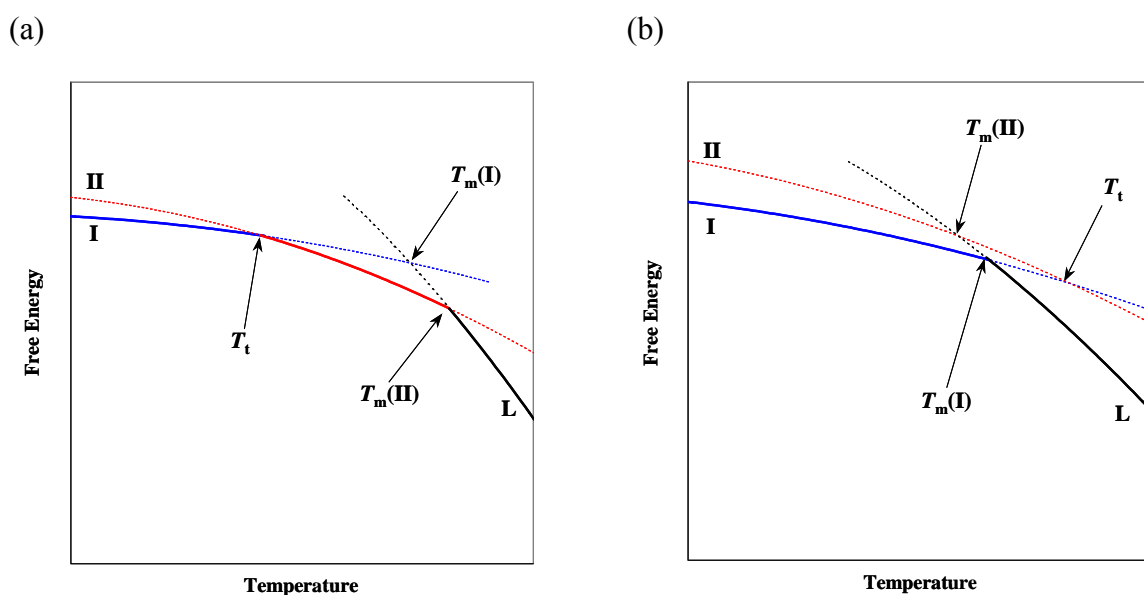 (a)
II
I
T_m(I)
T_t
T_m(II)
L
Free Energy
Temperature
(b)
II
I
T_m(II)
T_t
T_m(I)
L
Free Energy
Temperature